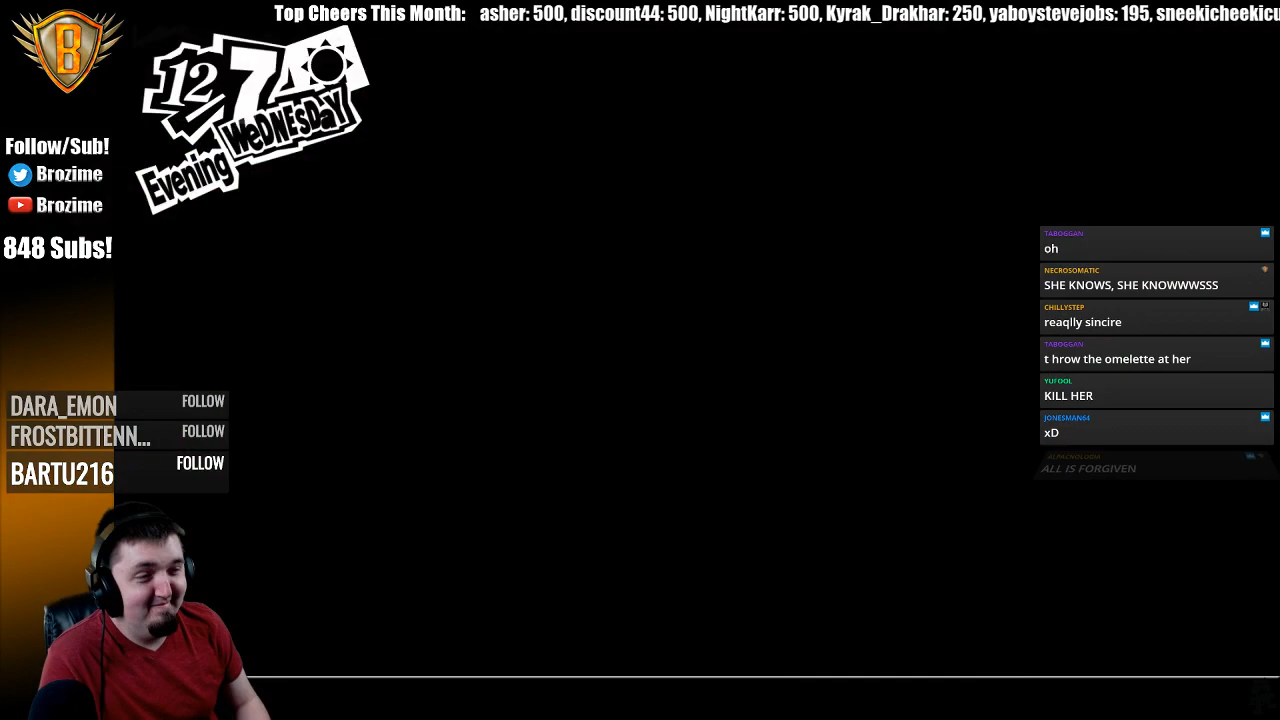 Top Cheers This Month: asher: 500, discount44: 500, NightKarr: 500, Kyrak_Drakhar: 250, yaboystevejobs: 195, sneekicheekicu
B
12 7
Wednesday
Evening
Follow/Sub!
Brozime
Brozime
848 Subs!
TABOGGAN
oh
NECROSOMATIC
SHE KNOWS, SHE KNOWWWSSS
CHILLYSTEP
reaqlly sincire
TABOGGAN
t hrow the omelette at her
YUFOOL
KILL HER
JONESMAN64
xD
ALL IS FORGIVEN
DARA_EMON FOLLOW
FROSTBITTENN... FOLLOW
BARTU216 FOLLOW